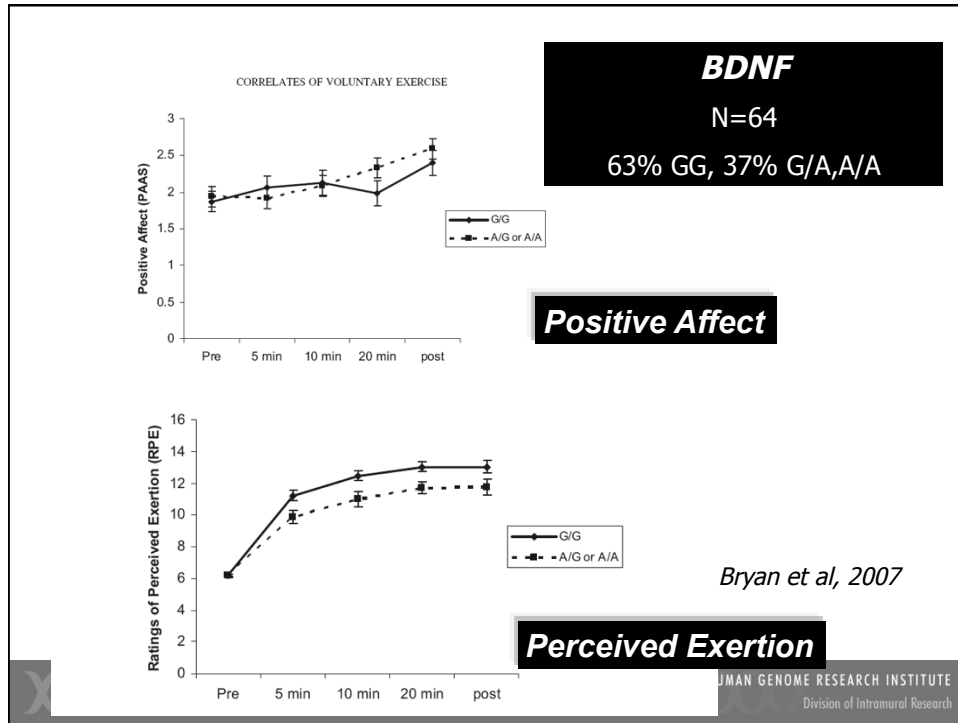 BDNF
N=64
63% GG, 37% G/A,A/A
CORRELATES OF VOLUNTARY EXERCISE
Positive Affect (PAAS)
3
2.5
2
1.5
1
0.5
0
Pre 5 min 10 min 20 min post
G/G
A/G or A/A
Positive Affect
Ratings of Perceived Exertion (RPE)
16
14
12
10
8
6
4
2
0
Pre 5 min 10 min 20 min post
G/G
A/G or A/A
Bryan et al, 2007
Perceived Exertion
UMAN GENOME RESEARCH INSTITUTE
Division of Intramural Research